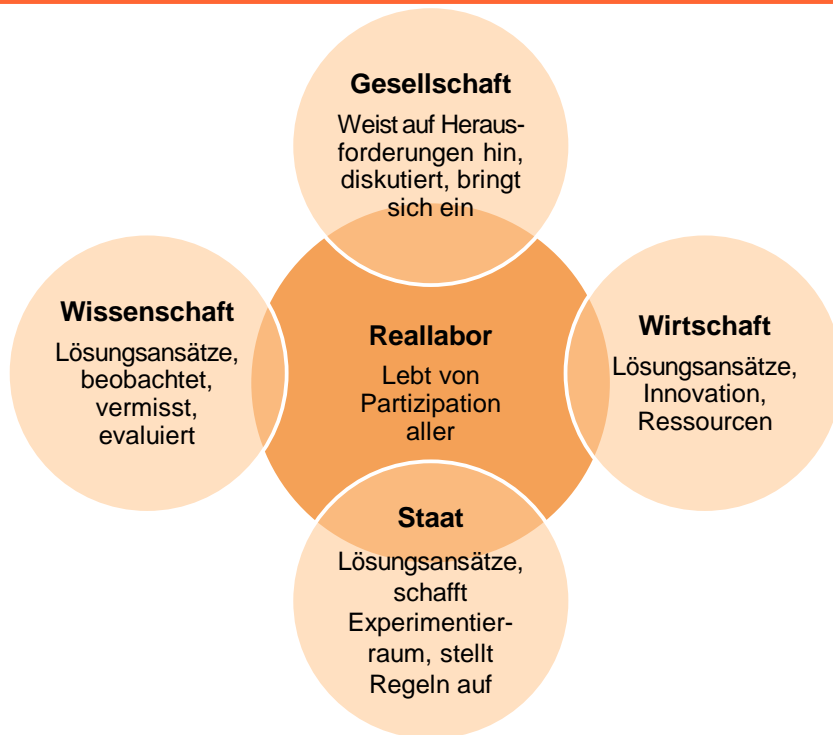 Gesellschaft
Weist auf Heraus-
forderungen hin,
diskutiert, bringt
sich ein
Wissenschaft
Lösungsansätze,
beobachtet,
vermisst,
evaluiert
Reallabor
Lebt von
Partizipation
aller
Wirtschaft
Lösungsansätze,
Innovation,
Ressourcen
Staat
Lösungsansätze,
schafft
Experimentier-
raum, stellt
Regeln auf